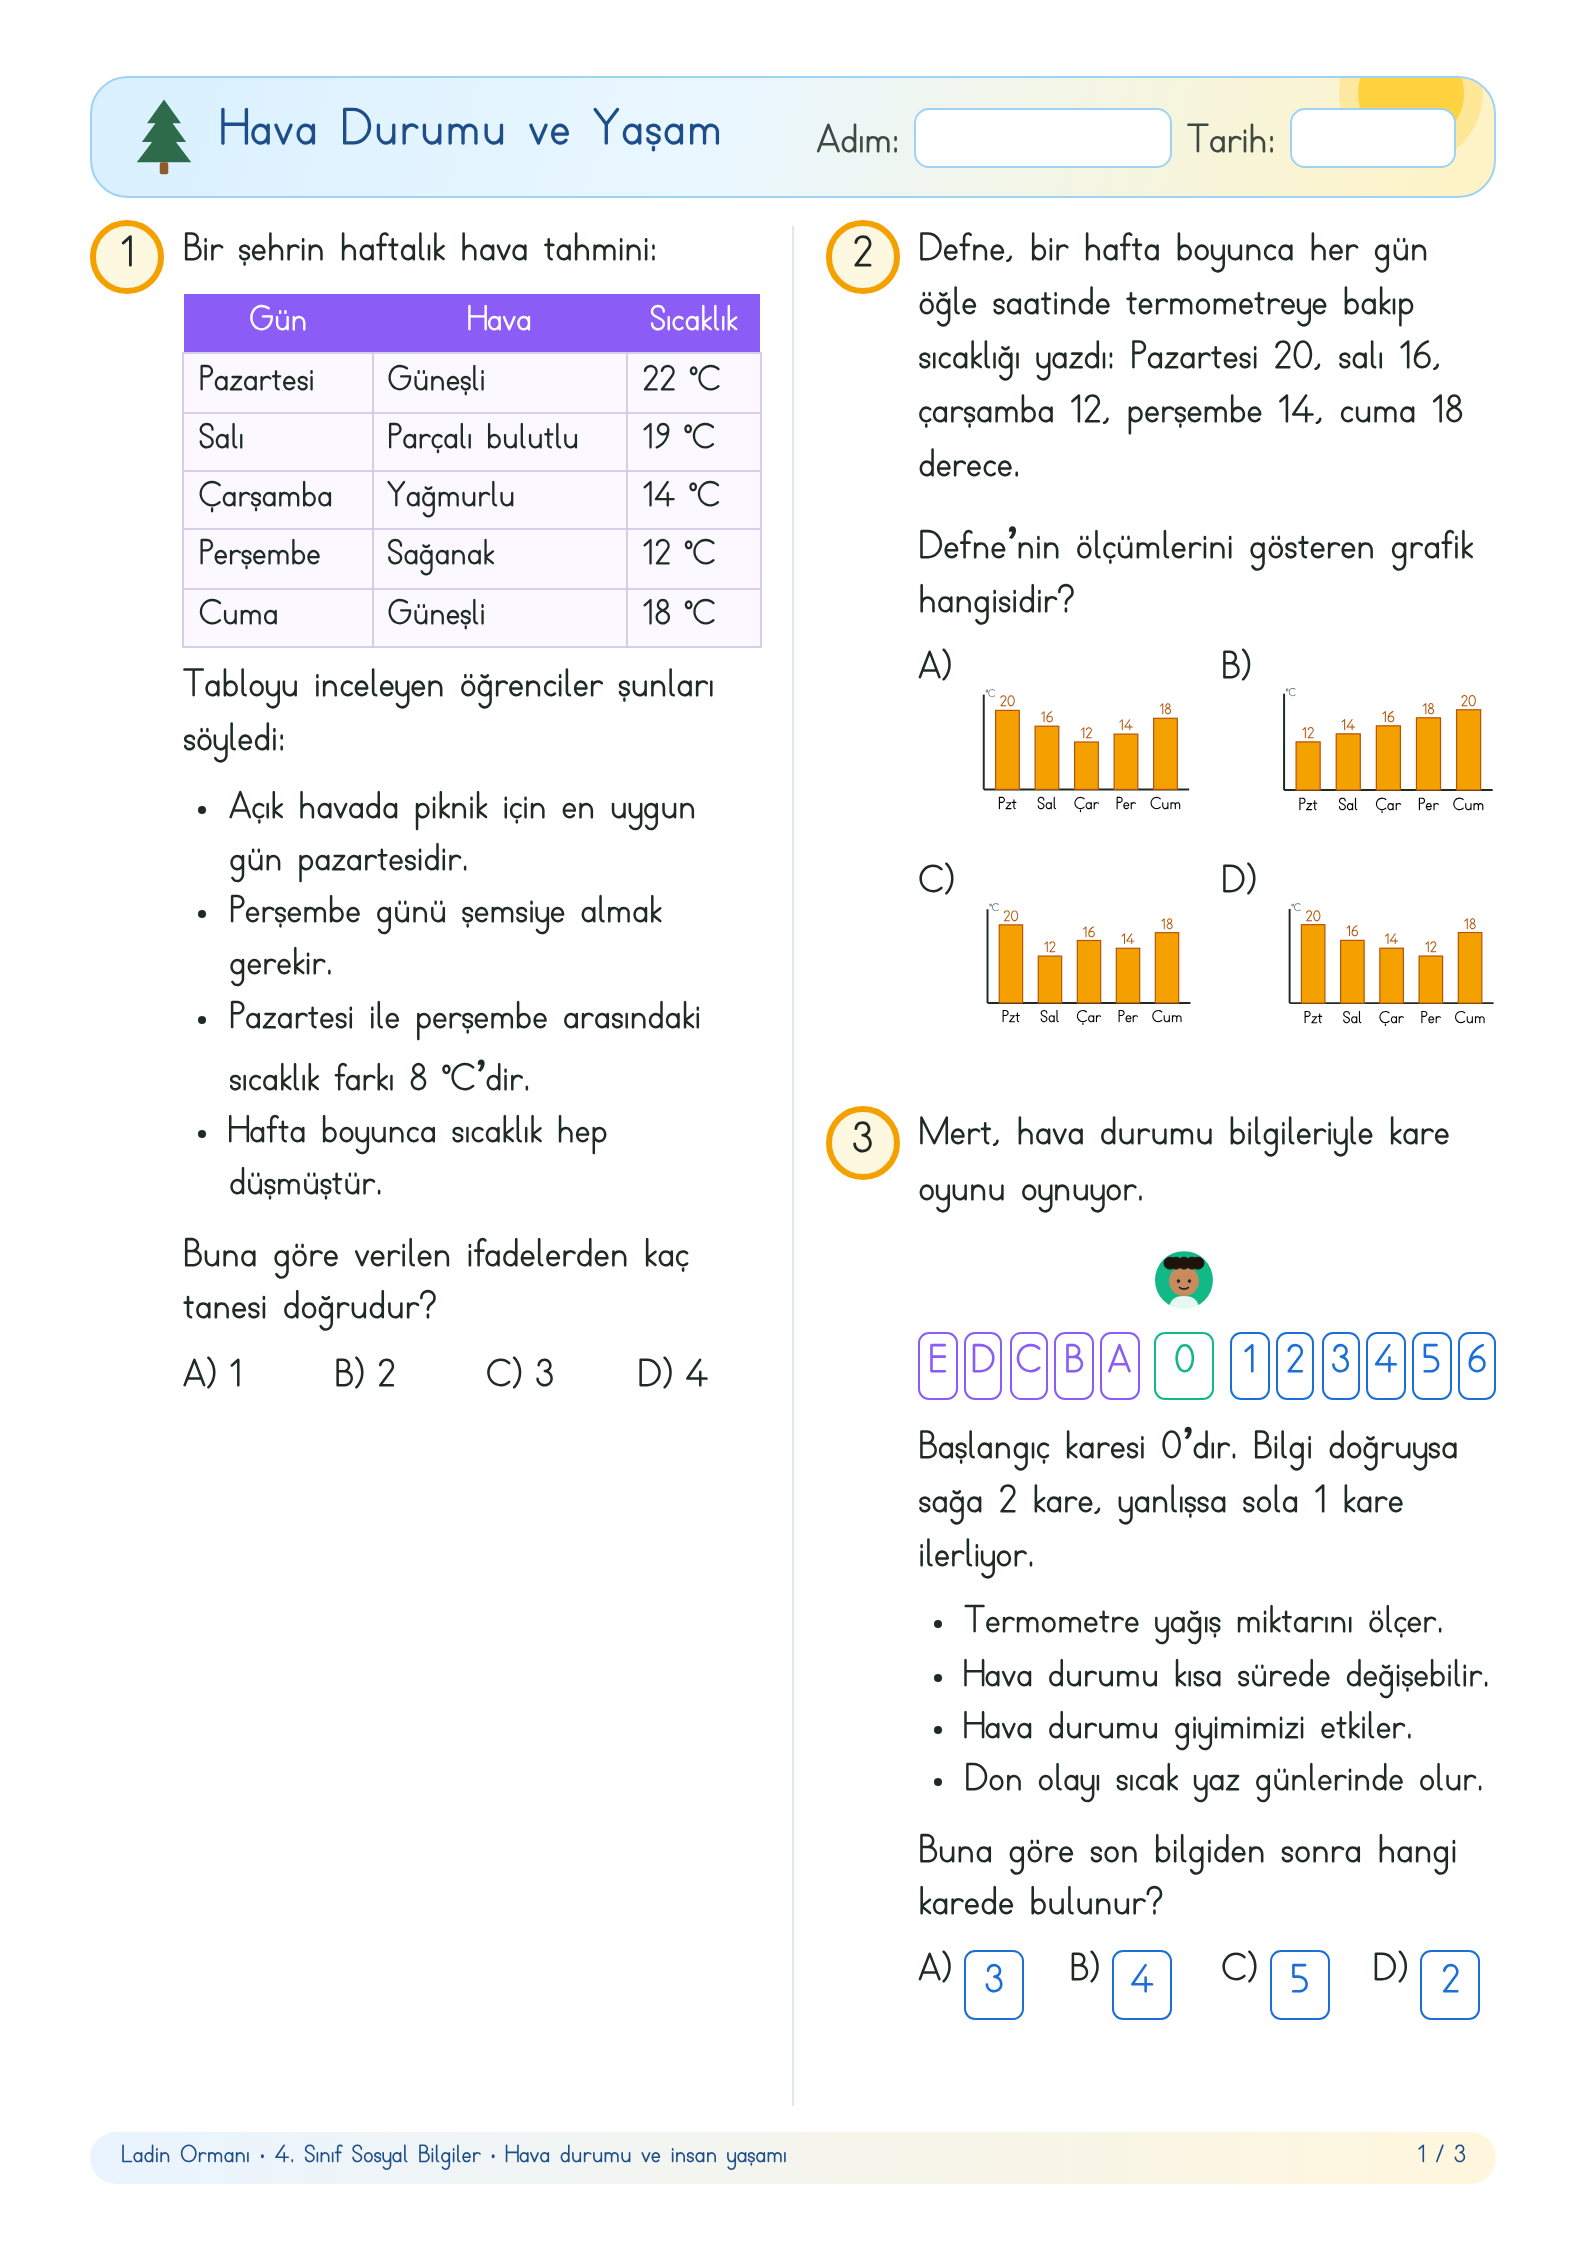 Hava Durumu ve Yaşam
Adım:
Tarih:
1
Bir şehrin haftalık hava tahmini:
Gün Hava Sıcaklık
Pazartesi Güneşli 22 °C
Salı Parçalı bulutlu 19 °C
Çarşamba Yağmurlu 14 °C
Perşembe Sağanak 12 °C
Cuma Güneşli 18 °C
Tabloyu inceleyen öğrenciler şunları
söyledi:
• Açık havada piknik için en uygun
gün pazartesidir.
• Perşembe günü şemsiye almak
gerekir.
• Pazartesi ile perşembe arasındaki
sıcaklık farkı 8 °C’dir.
• Hafta boyunca sıcaklık hep
düşmüştür.
Buna göre verilen ifadelerden kaç
tanesi doğrudur?
A) 1 B) 2 C) 3 D) 4
2
Defne, bir hafta boyunca her gün
öğle saatinde termometreye bakıp
sıcaklığı yazdı: Pazartesi 20, salı 16,
çarşamba 12, perşembe 14, cuma 18
derece.
Defne’nin ölçümlerini gösteren grafik
hangisidir?
A)
°C
20 16 12 14 18
Pzt Sal Çar Per Cum
B)
°C
12 14 16 18 20
Pzt Sal Çar Per Cum
C)
°C
20 12 16 14 18
Pzt Sal Çar Per Cum
D)
°C
20 16 14 12 18
Pzt Sal Çar Per Cum
3
Mert, hava durumu bilgileriyle kare
oyunu oynuyor.
E D C B A 0 1 2 3 4 5 6
Başlangıç karesi 0’dır. Bilgi doğruysa
sağa 2 kare, yanlışsa sola 1 kare
ilerliyor.
• Termometre yağış miktarını ölçer.
• Hava durumu kısa sürede değişebilir.
• Hava durumu giyimimizi etkiler.
• Don olayı sıcak yaz günlerinde olur.
Buna göre son bilgiden sonra hangi
karede bulunur?
A) 3 B) 4 C) 5 D) 2
Ladin Ormanı • 4. Sınıf Sosyal Bilgiler • Hava durumu ve insan yaşamı
1 / 3